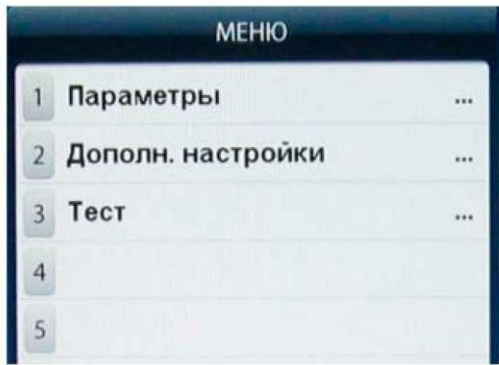 МЕНЮ
1 Параметры ...
2 Дополн. настройки ...
3 Тест ...
4
5